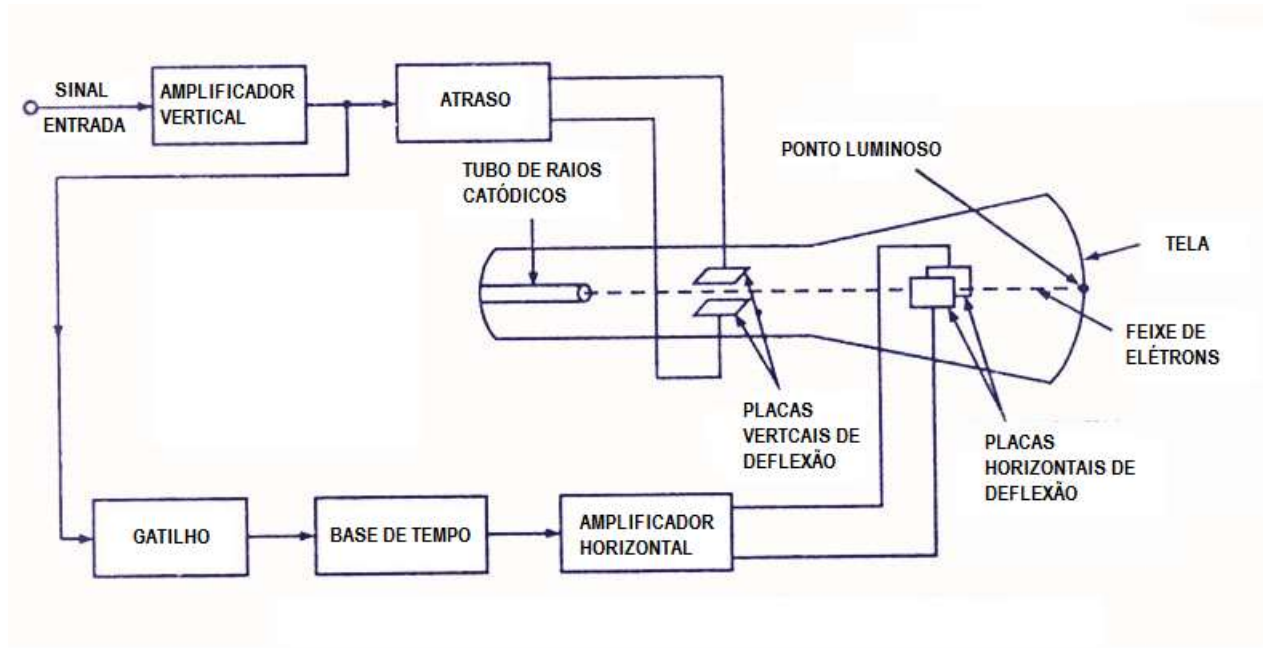 SINAL
ENTRADA
AMPLIFICADOR
VERTICAL
ATRASO
TUBO DE RAIOS
CATÓDICOS
PONTO LUMINOSO
TELA
FEIXE DE
ELÉTRONS
PLACAS
VERTCAIS DE
DEFLEXÃO
PLACAS
HORIZONTAIS DE
DEFLEXÃO
GATILHO
BASE DE TEMPO
AMPLIFICADOR
HORIZONTAL